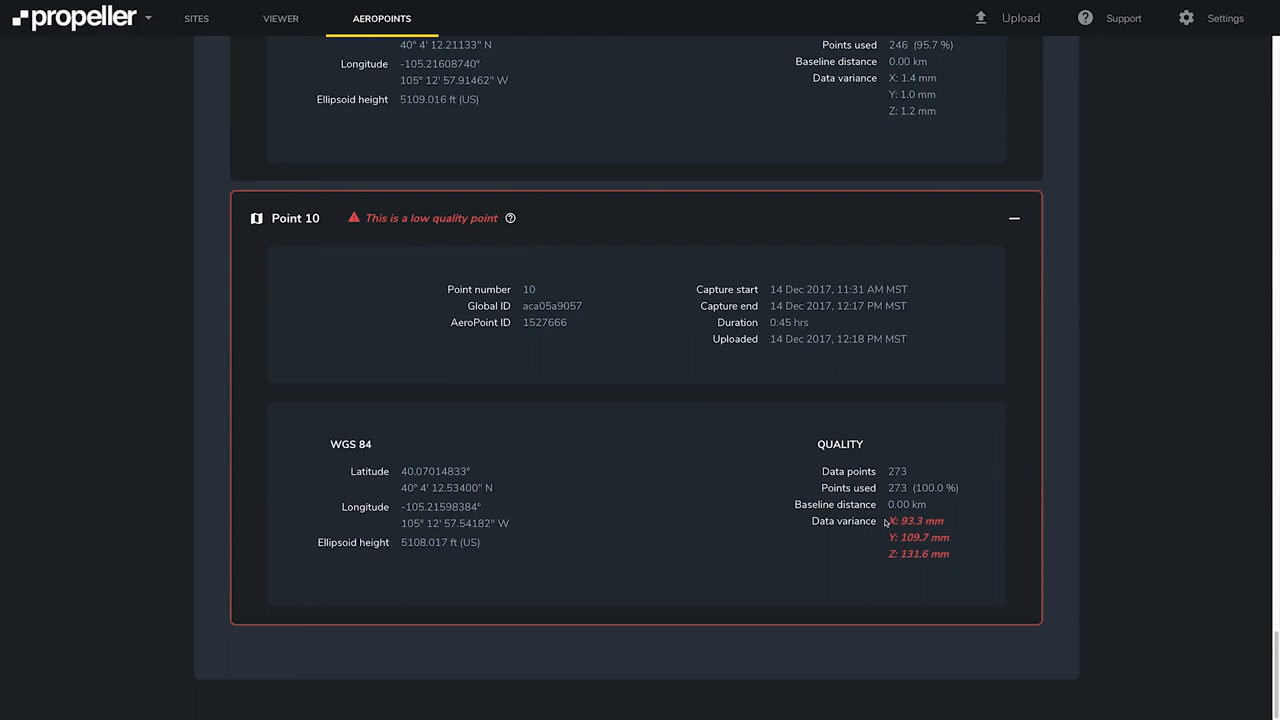 propeller
SITES
VIEWER
AEROPOINTS
Upload
Support
Settings
40° 4' 12.21133" N
Longitude -105.21608740°
105° 12' 57.91462" W
Ellipsoid height 5109.016 ft (US)
Points used 246 (95.7 %)
Baseline distance 0.00 km
Data variance X: 1.4 mm
Y: 1.0 mm
Z: 1.2 mm
Point 10 This is a low quality point
Point number 10
Global ID aca05a9057
AeroPoint ID 1527666
Capture start 14 Dec 2017, 11:31 AM MST
Capture end 14 Dec 2017, 12:17 PM MST
Duration 0:45 hrs
Uploaded 14 Dec 2017, 12:18 PM MST
WGS 84
Latitude 40.07014833°
40° 4' 12.53400" N
Longitude -105.21598384°
105° 12' 57.54182" W
Ellipsoid height 5108.017 ft (US)
QUALITY
Data points 273
Points used 273 (100.0 %)
Baseline distance 0.00 km
Data variance X: 93.3 mm
Y: 109.7 mm
Z: 131.6 mm